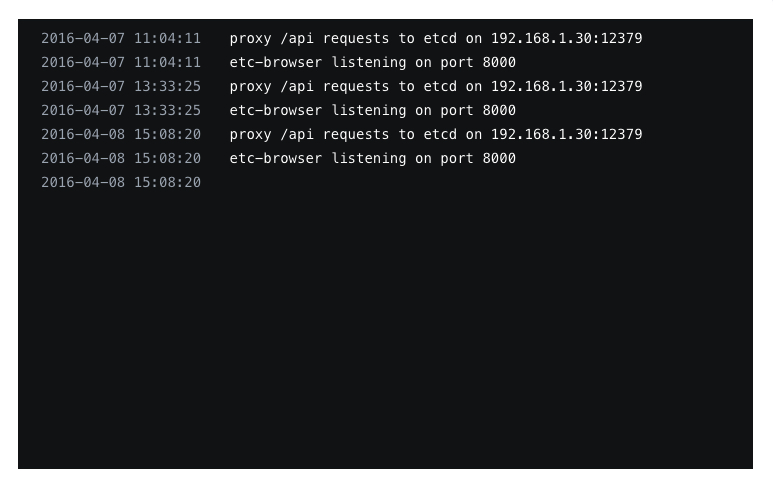 2016-04-07 11:04:11 proxy /api requests to etcd on 192.168.1.30:12379
2016-04-07 11:04:11 etc-browser listening on port 8000
2016-04-07 13:33:25 proxy /api requests to etcd on 192.168.1.30:12379
2016-04-07 13:33:25 etc-browser listening on port 8000
2016-04-08 15:08:20 proxy /api requests to etcd on 192.168.1.30:12379
2016-04-08 15:08:20 etc-browser listening on port 8000
2016-04-08 15:08:20